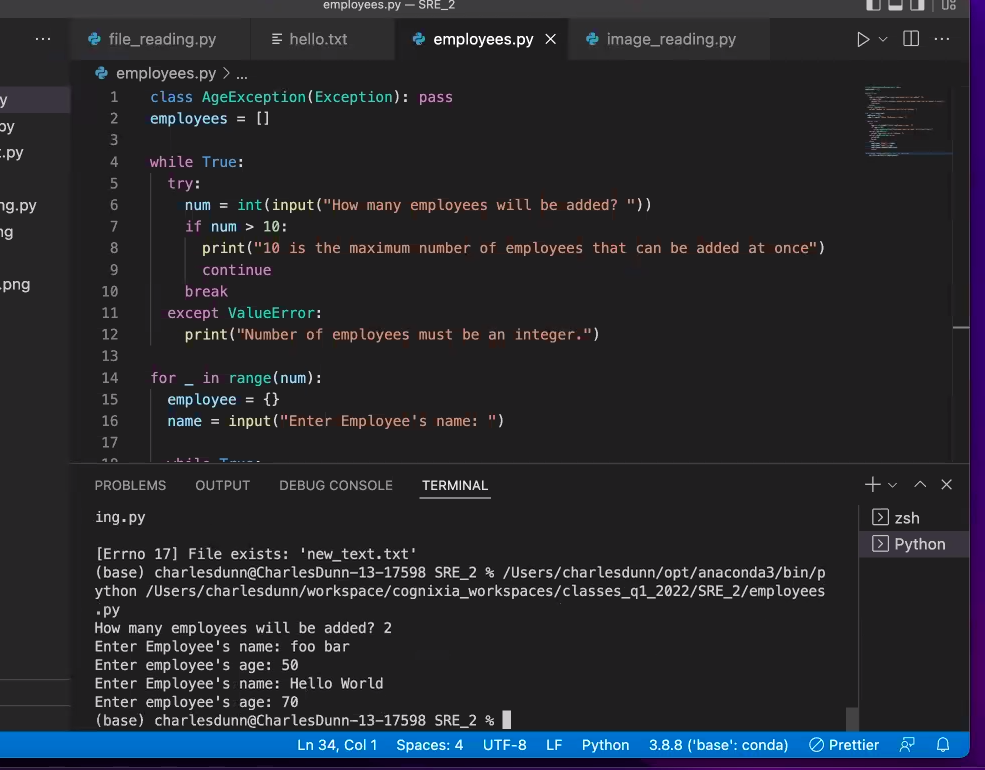 employees.py — SRE_2
file_reading.py
hello.txt
employees.py
image_reading.py
employees.py > ...
y
py
t.py
ng.py
ng
.png
1 class AgeException(Exception): pass
2 employees = []
3
4 while True:
5 try:
6 num = int(input("How many employees will be added? "))
7 if num > 10:
8 print("10 is the maximum number of employees that can be added at once")
9 continue
10 break
11 except ValueError:
12 print("Number of employees must be an integer.")
13
14 for _ in range(num):
15 employee = {}
16 name = input("Enter Employee's name: ")
17
18 while True:
PROBLEMS OUTPUT DEBUG CONSOLE TERMINAL
ing.py
[Errno 17] File exists: 'new_text.txt'
(base) charlesdunn@CharlesDunn-13-17598 SRE_2 % /Users/charlesdunn/opt/anaconda3/bin/p
ython /Users/charlesdunn/workspace/cognixia_workspaces/classes_q1_2022/SRE_2/employees
.py
How many employees will be added? 2
Enter Employee's name: foo bar
Enter employee's age: 50
Enter Employee's name: Hello World
Enter employee's age: 70
(base) charlesdunn@CharlesDunn-13-17598 SRE_2 %
zsh
Python
Ln 34, Col 1 Spaces: 4 UTF-8 LF Python 3.8.8 ('base': conda) Prettier